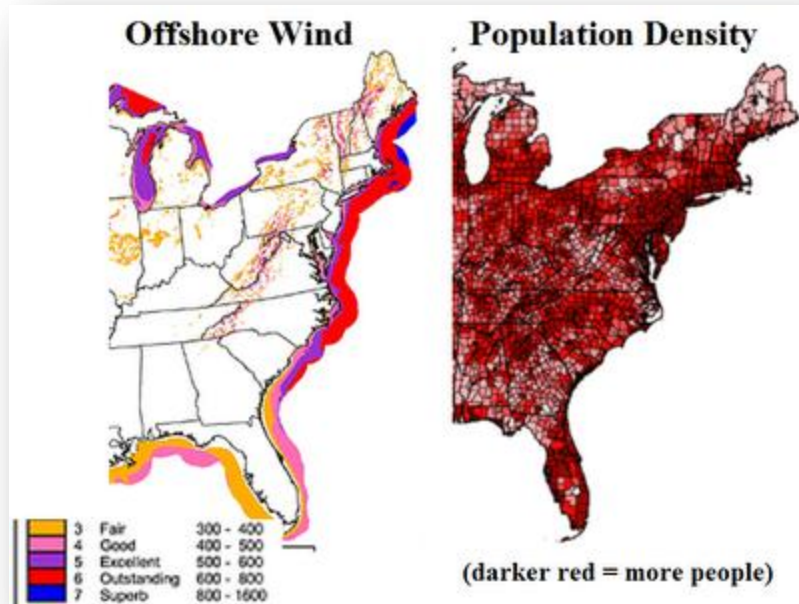 Offshore Wind
Population Density
3 Fair 300 - 400
4 Good 400 - 500
5 Excellent 500 - 600
6 Outstanding 600 - 800
7 Superb 800 - 1600
(darker red = more people)